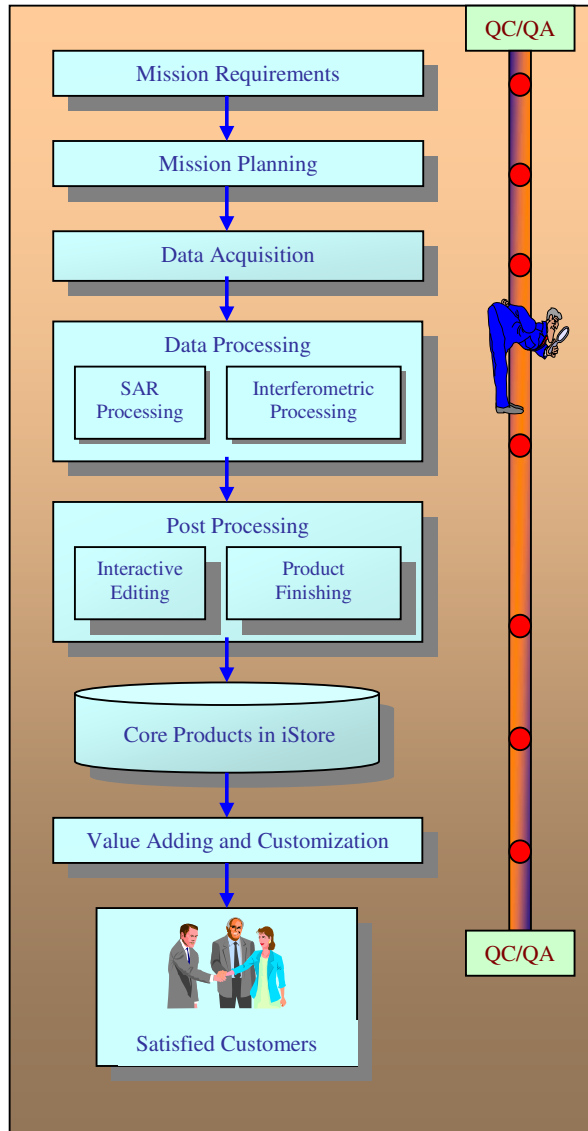 QC/QA
Mission Requirements
Mission Planning
Data Acquisition
Data Processing
SAR
Processing
Interferometric
Processing
Post Processing
Interactive
Editing
Product
Finishing
Core Products in iStore
Value Adding and Customization
QC/QA
Satisfied Customers